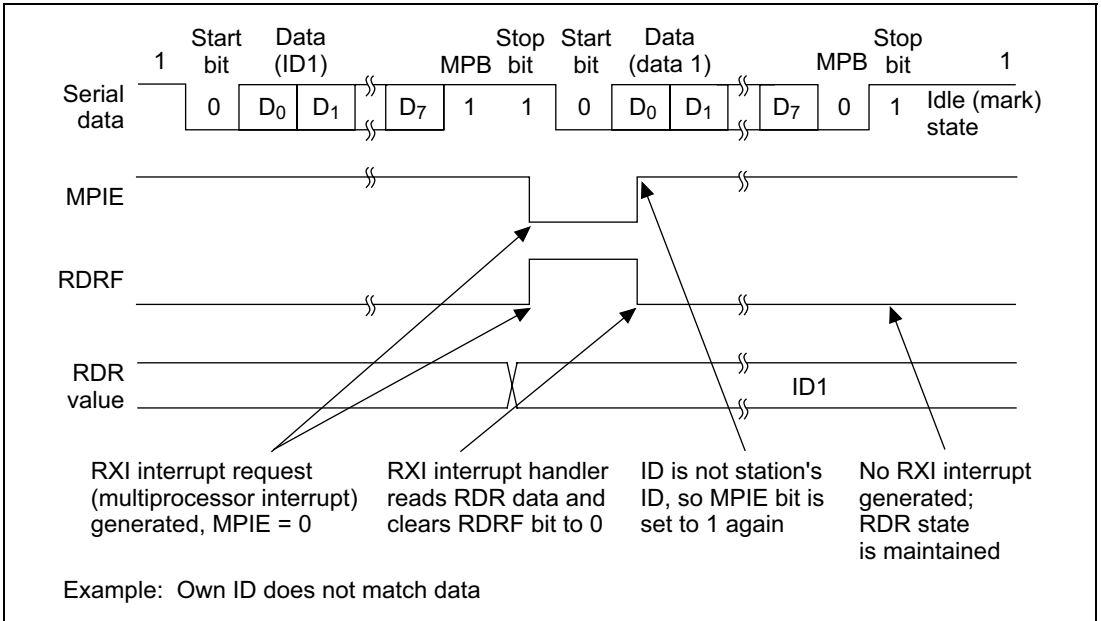 Start Data Stop Start Data Stop
1 bit (ID1) MPB bit bit (data 1) MPB bit 1
Serial data 0 D0 D1 D7 1 1 0 D0 D1 D7 0 1 Idle (mark) state
MPIE
RDRF
RDR
value
ID1
RXI interrupt request
(multiprocessor interrupt)
generated, MPIE = 0
RXI interrupt handler
reads RDR data and
clears RDRF bit to 0
ID is not station's
ID, so MPIE bit is
set to 1 again
No RXI interrupt
generated;
RDR state
is maintained
Example: Own ID does not match data